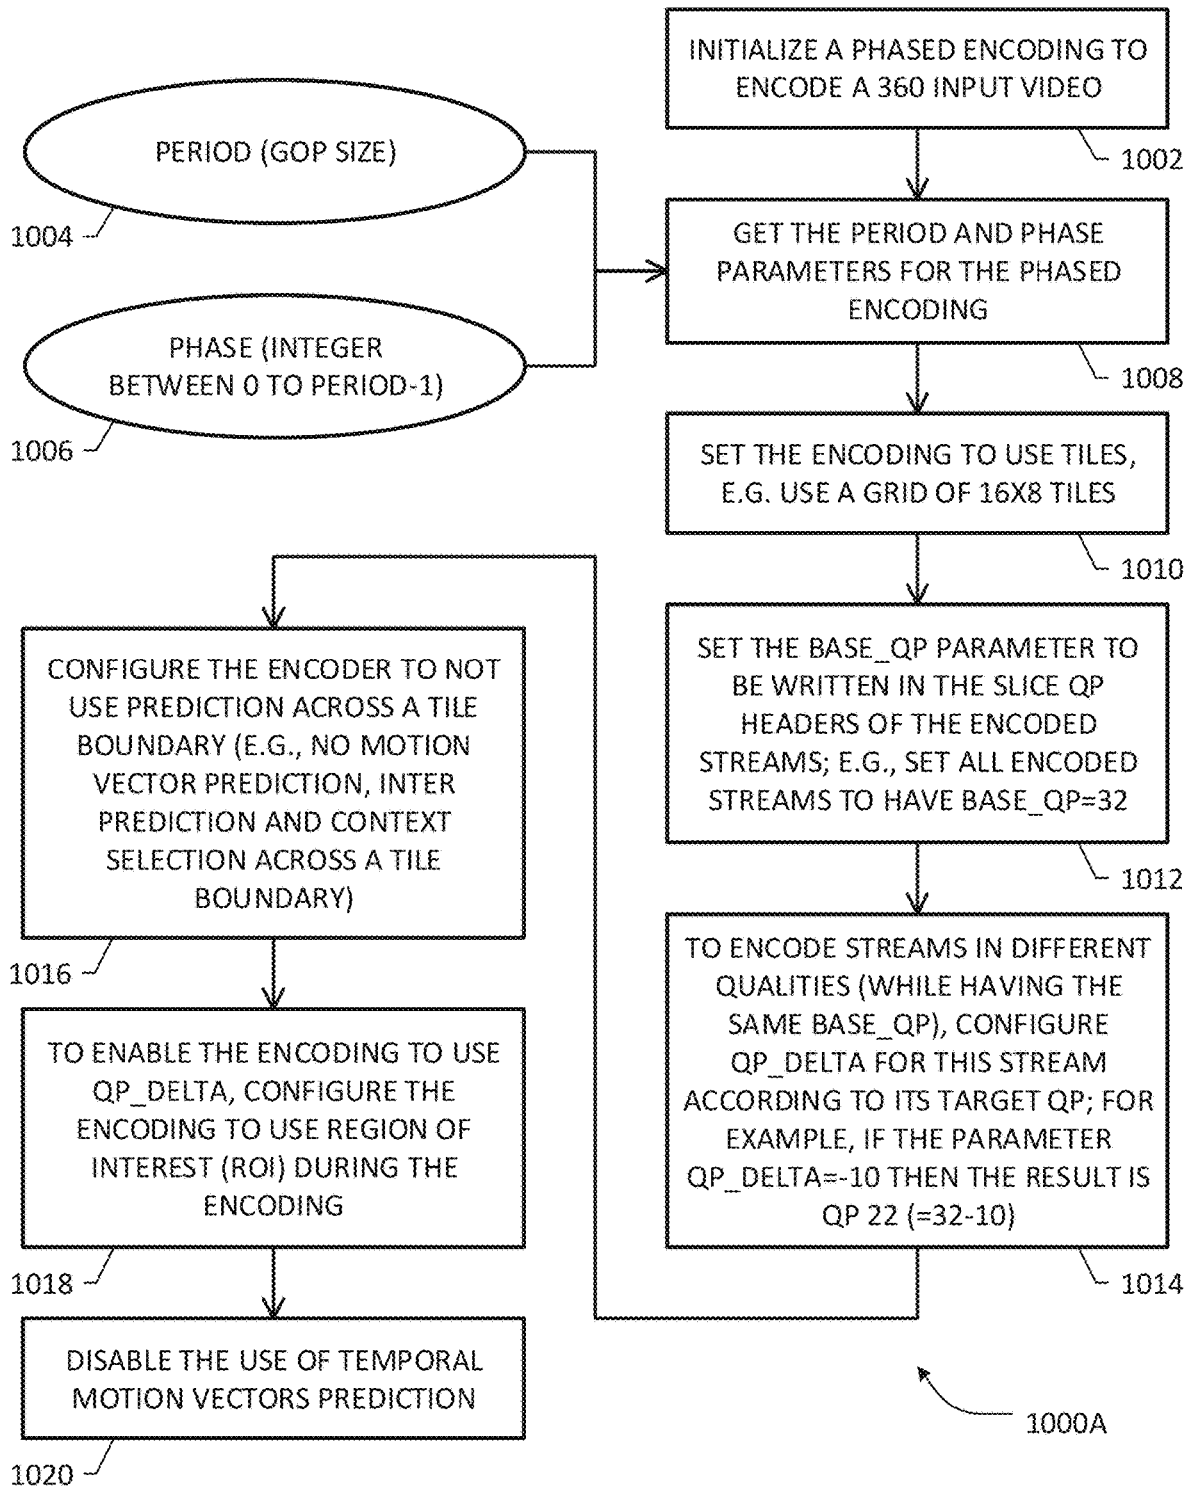 INITIALIZE A PHASED ENCODING TO
ENCODE A 360 INPUT VIDEO
1002
PERIOD (GOP SIZE)
1004
PHASE (INTEGER
BETWEEN 0 TO PERIOD-1)
1006
GET THE PERIOD AND PHASE
PARAMETERS FOR THE PHASED
ENCODING
1008
SET THE ENCODING TO USE TILES,
E.G. USE A GRID OF 16X8 TILES
1010
SET THE BASE_QP PARAMETER TO
BE WRITTEN IN THE SLICE QP
HEADERS OF THE ENCODED
STREAMS; E.G., SET ALL ENCODED
STREAMS TO HAVE BASE_QP=32
1012
TO ENCODE STREAMS IN DIFFERENT
QUALITIES (WHILE HAVING THE
SAME BASE_QP), CONFIGURE
QP_DELTA FOR THIS STREAM
ACCORDING TO ITS TARGET QP; FOR
EXAMPLE, IF THE PARAMETER
QP_DELTA=-10 THEN THE RESULT IS
QP 22 (=32-10)
1014
CONFIGURE THE ENCODER TO NOT
USE PREDICTION ACROSS A TILE
BOUNDARY (E.G., NO MOTION
VECTOR PREDICTION, INTER
PREDICTION AND CONTEXT
SELECTION ACROSS A TILE
BOUNDARY)
1016
TO ENABLE THE ENCODING TO USE
QP_DELTA, CONFIGURE THE
ENCODING TO USE REGION OF
INTEREST (ROI) DURING THE
ENCODING
1018
DISABLE THE USE OF TEMPORAL
MOTION VECTORS PREDICTION
1020
1000A